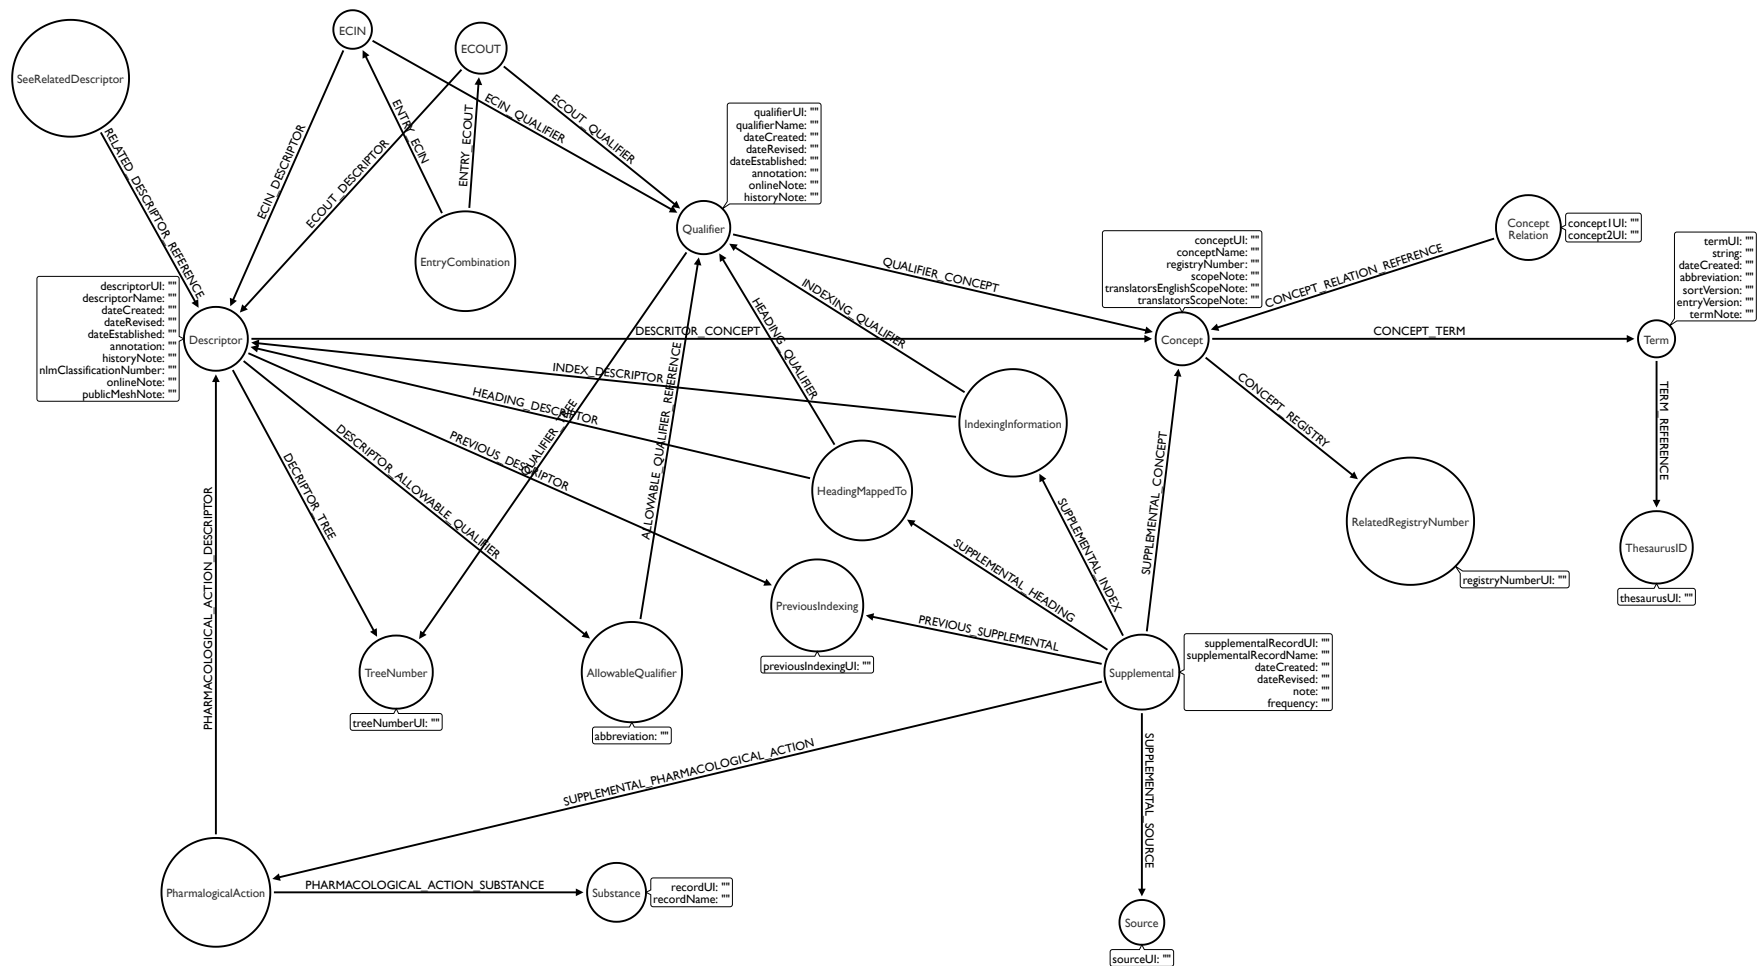 ECIN
ECOUT
SeeRelatedDescriptor
ENTRY_ECIN
ECIN_QUALIFIER
ECOUT_QUALIFIER
RELATED_DESCRIPTOR_REFERENCE
ECIN_DESCRIPTOR
ECOUT_DESCRIPTOR
ENTRY_ECOUT
qualifierUI: ""
qualifierName: ""
dateCreated: ""
dateRevised: ""
dateEstablished: ""
annotation: ""
onlineNote: ""
historyNote: ""
Qualifier
EntryCombination
Concept
Relation
concept1UI: ""
concept2UI: ""
conceptUI: ""
conceptName: ""
registryNumber: ""
scopeNote: ""
translatorsEnglishScopeNote: ""
translatorsScopeNote: ""
termUI: ""
string: ""
dateCreated: ""
abbreviation: ""
sortVersion: ""
entryVersion: ""
termNote: ""
QUALIFIER_CONCEPT
CONCEPT_RELATION_REFERENCE
descriptorUI: ""
descriptorName: ""
dateCreated: ""
dateRevised: ""
dateEstablished: ""
annotation: ""
historyNote: ""
nlmClassificationNumber: ""
onlineNote: ""
publicMeshNote: ""
Descriptor
DESCRITOR_CONCEPT
HEADING_QUALIFIER
INDEXING_QUALIFIER
Concept
CONCEPT_TERM
Term
INDEX_DESCRIPTOR
HEADING_DESCRIPTOR
PREVIOUS_DESCRIPTOR
DESCRIPTOR_ALLOWABLE_QUALIFIER
DECRIPTOR_TREE
QUALIFIER_TREE
ALLOWABLE_QUALIFIER_REFERENCE
IndexingInformation
CONCEPT_REGISTRY
TERM_REFERENCE
HeadingMappedTo
RelatedRegistryNumber
registryNumberUI: ""
ThesaurusID
thesaurusUI: ""
PHARMACOLOGICAL_ACTION_DESCRIPTOR
SUPPLEMENTAL_CONCEPT
SUPPLEMENTAL_INDEX
SUPPLEMENTAL_HEADING
PREVIOUS_SUPPLEMENTAL
PreviousIndexing
previousIndexingUI: ""
TreeNumber
treeNumberUI: ""
AllowableQualifier
abbreviation: ""
Supplemental
supplementalRecordUI: ""
supplementalRecordName: ""
dateCreated: ""
dateRevised: ""
note: ""
frequency: ""
SUPPLEMENTAL_PHARMACOLOGICAL_ACTION
SUPPLEMENTAL_SOURCE
PharmalogicalAction
PHARMACOLOGICAL_ACTION_SUBSTANCE
Substance
recordUI: ""
recordName: ""
Source
sourceUI: ""